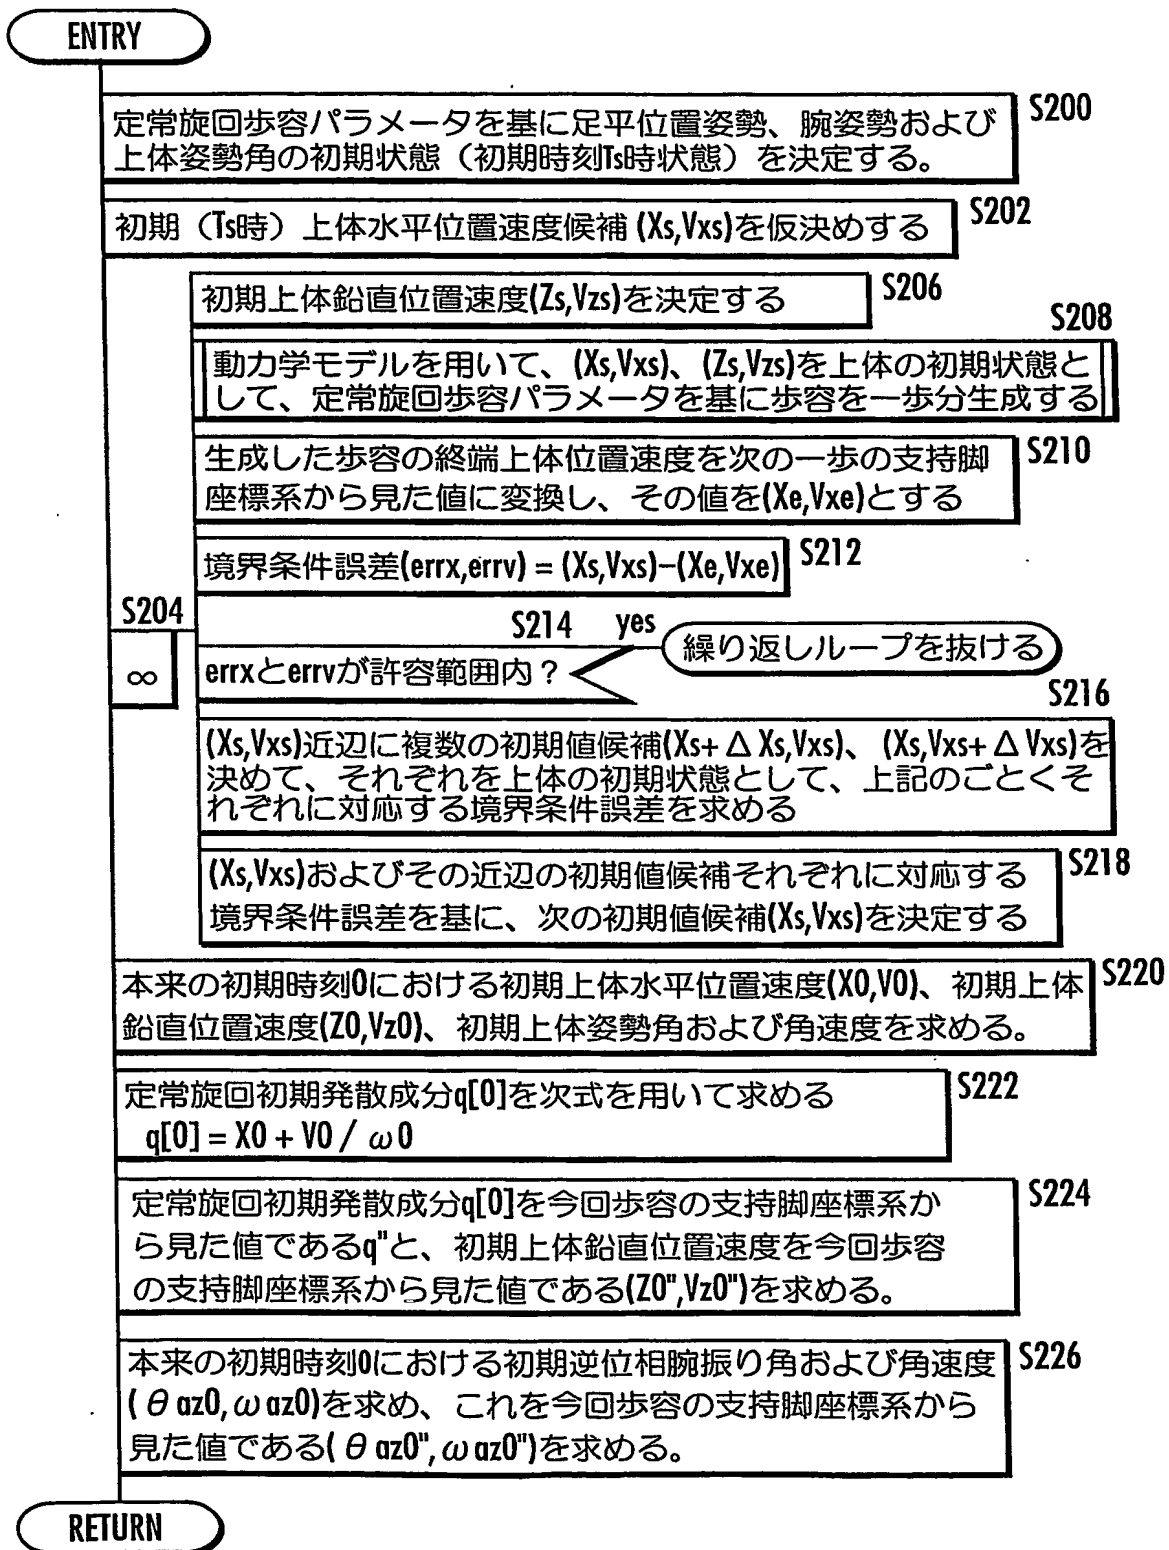 ENTRY
S200
定常旋回歩容パラメータを基に足平位置姿勢、腕姿勢および
上体姿勢角の初期状態（初期時刻Ts時状態）を決定する。
S202
初期（Ts時）上体水平位置速度候補 (Xs,Vxs)を仮決めする
S206
初期上体鉛直位置速度(Zs,Vzs)を決定する
S208
動力学モデルを用いて、(Xs,Vxs)、(Zs,Vzs)を上体の初期状態と
して、定常旋回歩容パラメータを基に歩容を一歩分生成する
S210
生成した歩容の終端上体位置速度を次の一歩の支持脚
座標系から見た値に変換し、その値を(Xe,Vxe)とする
S212
境界条件誤差(errx,errv) = (Xs,Vxs)−(Xe,Vxe)
S204
∞
S214
yes
errxとerrvが許容範囲内？
繰り返しループを抜ける
S216
(Xs,Vxs)近辺に複数の初期値候補(Xs+ΔXs,Vxs)、(Xs,Vxs+ΔVxs)を
決めて、それぞれを上体の初期状態として、上記のごとくそ
れぞれに対応する境界条件誤差を求める
S218
(Xs,Vxs)およびその近辺の初期値候補それぞれに対応する
境界条件誤差を基に、次の初期値候補(Xs,Vxs)を決定する
S220
本来の初期時刻0における初期上体水平位置速度(X0,V0)、初期上体
鉛直位置速度(Z0,Vz0)、初期上体姿勢角および角速度を求める。
S222
定常旋回初期発散成分q[0]を次式を用いて求める
q[0] = X0 + V0 / ω0
S224
定常旋回初期発散成分q[0]を今回歩容の支持脚座標系か
ら見た値であるq"と、初期上体鉛直位置速度を今回歩容
の支持脚座標系から見た値である(Z0",Vz0")を求める。
S226
本来の初期時刻0における初期逆位相腕振り角および角速度
(θaz0,ωaz0)を求め、これを今回歩容の支持脚座標系から
見た値である(θaz0",ωaz0")を求める。
RETURN